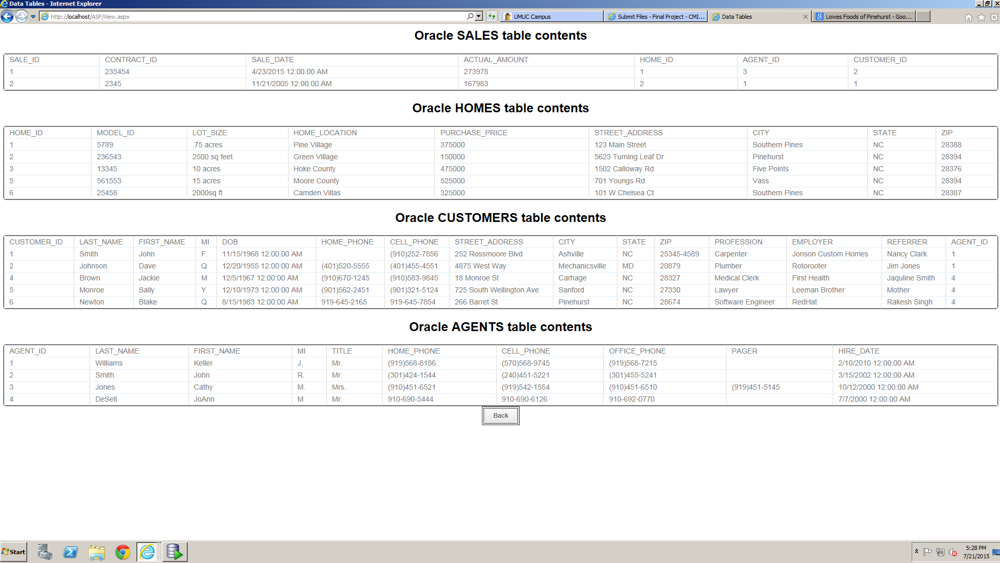 Data Tables - Internet Explorer
http://localhost/ASP/View.aspx
UMUC Campus
Submit Files - Final Project - CMI...
Data Tables
Lowes Foods of Pinehurst - Goo...
Oracle SALES table contents
SALE_ID CONTRACT_ID SALE_DATE ACTUAL_AMOUNT HOME_ID AGENT_ID CUSTOMER_ID
1 235454 4/23/2015 12:00:00 AM 273978 1 3 2
2 2345 11/21/2005 12:00:00 AM 167983 2 1 1
Oracle HOMES table contents
HOME_ID MODEL_ID LOT_SIZE HOME_LOCATION PURCHASE_PRICE STREET_ADDRESS CITY STATE ZIP
1 5789 .75 acres Pine Village 375000 123 Main Street Southern Pines NC 28388
2 236543 2500 sq feet Green Village 150000 5623 Turning Leaf Dr Pinehurst NC 28394
3 13345 10 acres Hoke County 475000 1502 Calloway Rd Five Points NC 28376
5 561553 15 acres Moore County 525000 701 Youngs Rd Vass NC 28394
6 25458 2000sq ft Camden Villas 325000 101 W Chelsea Ct Southern Pines NC 28387
Oracle CUSTOMERS table contents
CUSTOMER_ID LAST_NAME FIRST_NAME MI DOB HOME_PHONE CELL_PHONE STREET_ADDRESS CITY STATE ZIP PROFESSION EMPLOYER REFERRER AGENT_ID
1 Smith John F. 11/15/1968 12:00:00 AM (910)252-7856 252 Rossmoore Blvd Ashville NC 25345-4589 Carpenter Jonson Custom Homes Nancy Clark 1
2 Johnson Dave Q 12/20/1955 12:00:00 AM (401)520-5555 (401)455-4551 4875 West Way Mechanicsville MD 20879 Plumber Rotorooter Jim Jones 1
4 Brown Jackie M 12/5/1967 12:00:00 AM (910)670-1245 (910)583-9845 18 Monroe St Carhage NC 28327 Medical Clerk First Health Jaquline Smith 4
5 Monroe Sally Y 12/10/1973 12:00:00 AM (901)562-2451 (901)321-5124 725 South Wellington Ave Sanford NC 27330 Lawyer Leeman Brother Mother 4
6 Newton Blake Q 8/15/1983 12:00:00 AM 919-645-2165 919-645-7854 266 Barret St Pinehurst NC 28674 Software Engineer RedHat Rakesh Singh 4
Oracle AGENTS table contents
AGENT_ID LAST_NAME FIRST_NAME MI TITLE HOME_PHONE CELL_PHONE OFFICE_PHONE PAGER HIRE_DATE
1 Williams Keller J. Mr. (919)568-8186 (570)568-9745 (919)568-7215 2/10/2010 12:00:00 AM
2 Smith John R. Mr. (301)424-1544 (240)451-5221 (301)455-5241 3/15/2002 12:00:00 AM
3 Jones Cathy M. Mrs. (910)451-6521 (919)542-1554 (910)451-6510 (919)451-5145 10/12/2000 12:00:00 AM
4 DeSell JoAnn M Mr. 910-690-5444 910-690-6126 910-692-0770 7/7/2000 12:00:00 AM
Back
Start
5:28 PM
7/21/2015